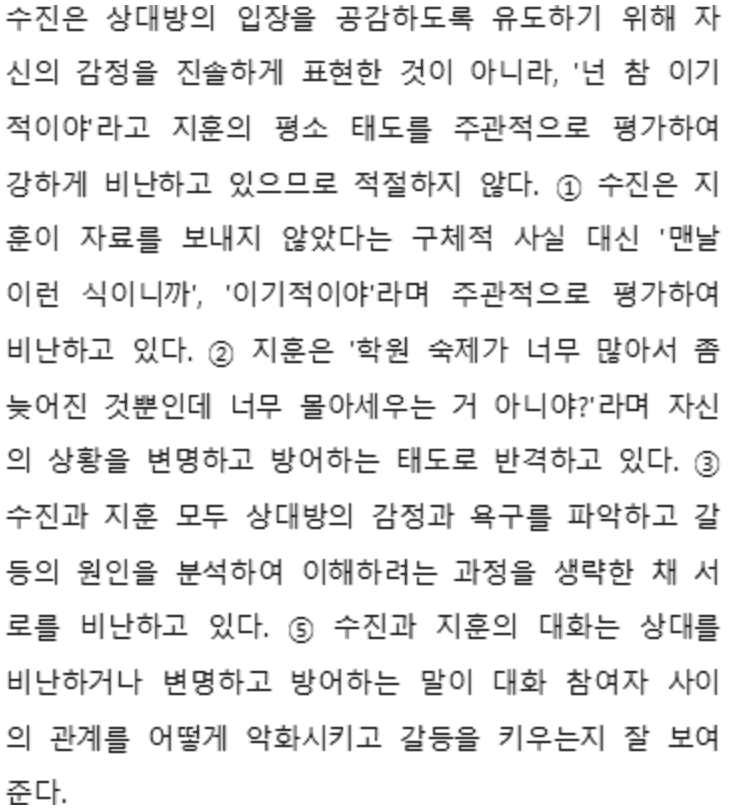 수진은 상대방의 입장을 공감하도록 유도하기 위해 자
신의 감정을 진솔하게 표현한 것이 아니라, '넌 참 이기
적이야'라고 지훈의 평소 태도를 주관적으로 평가하여
강하게 비난하고 있으므로 적절하지 않다. ① 수진은 지
훈이 자료를 보내지 않았다는 구체적 사실 대신 '맨날
이런 식이니까', '이기적이야'라며 주관적으로 평가하여
비난하고 있다. ② 지훈은 '학원 숙제가 너무 많아서 좀
늦어진 것뿐인데 너무 몰아세우는 거 아니야?'라며 자신
의 상황을 변명하고 방어하는 태도로 반격하고 있다. ③
수진과 지훈 모두 상대방의 감정과 욕구를 파악하고 갈
등의 원인을 분석하여 이해하려는 과정을 생략한 채 서
로를 비난하고 있다. ⑤ 수진과 지훈의 대화는 상대를
비난하거나 변명하고 방어하는 말이 대화 참여자 사이
의 관계를 어떻게 악화시키고 갈등을 키우는지 잘 보여
준다.